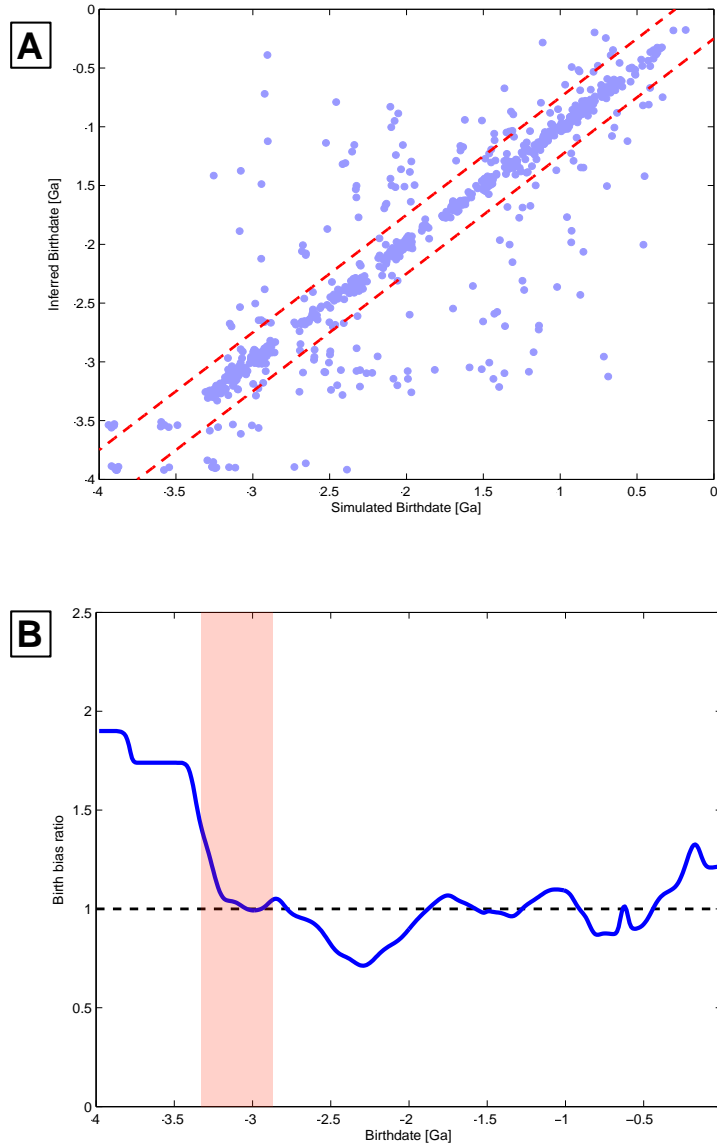 A
0
-0.5
-1
1.5
-2
-2.5
-3
-3.5
-4
-4 -3.5 -3 -2.5 -2 1.5 1 0.5 0
Inferred Birthdate [Ga]
Simulated Birthdate [Ga]
B
2.5
2
1.5
1
0.5
0
4 -3.5 -3 -2.5 -2 −1.5 −1 −0.5
Birth bias ratio
Birthdate [Ga]